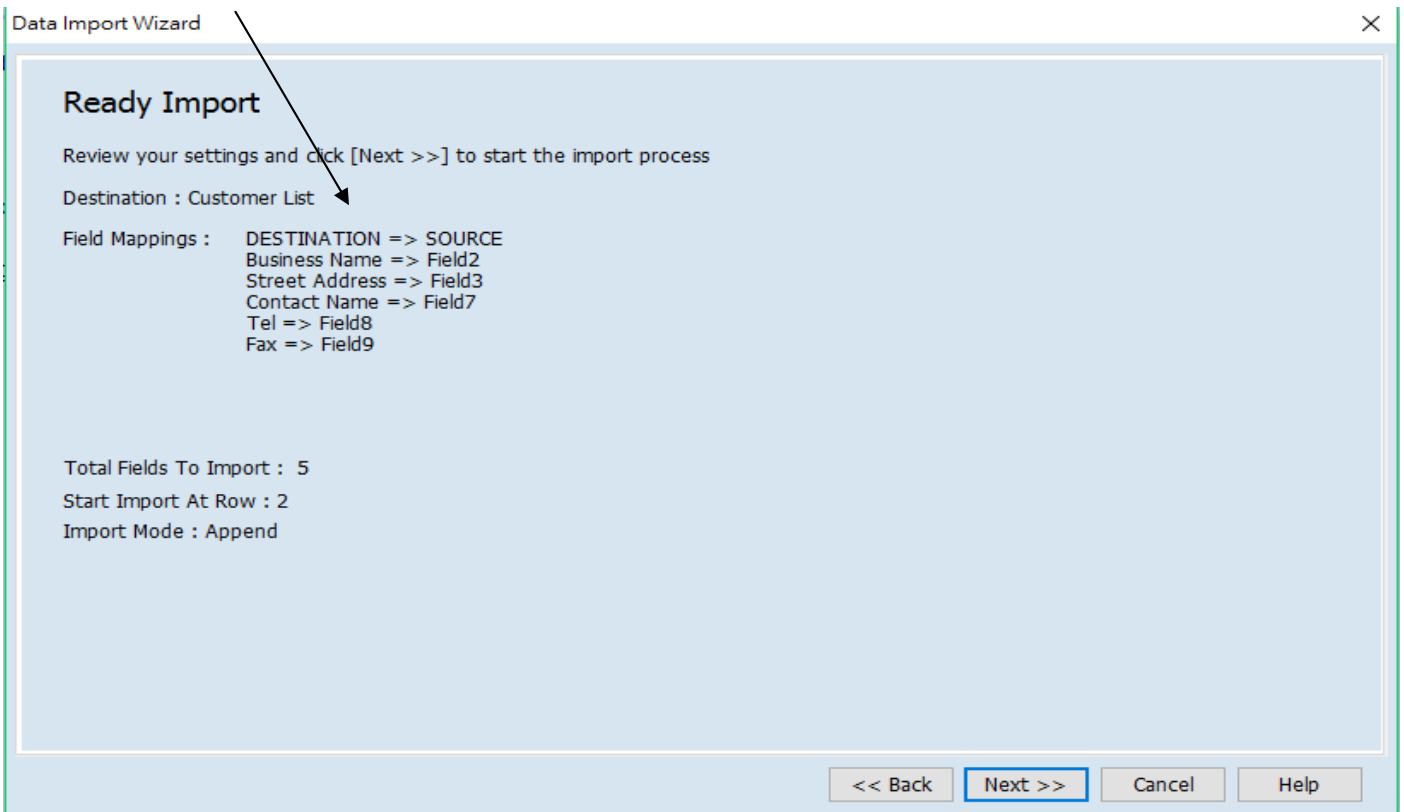 Data Import Wizard
Ready Import
Review your settings and click [Next >>] to start the import process
Destination : Customer List
Field Mappings : DESTINATION => SOURCE
Business Name => Field2
Street Address => Field3
Contact Name => Field7
Tel => Field8
Fax => Field9
Total Fields To Import : 5
Start Import At Row : 2
Import Mode : Append
<< Back Next >> Cancel Help